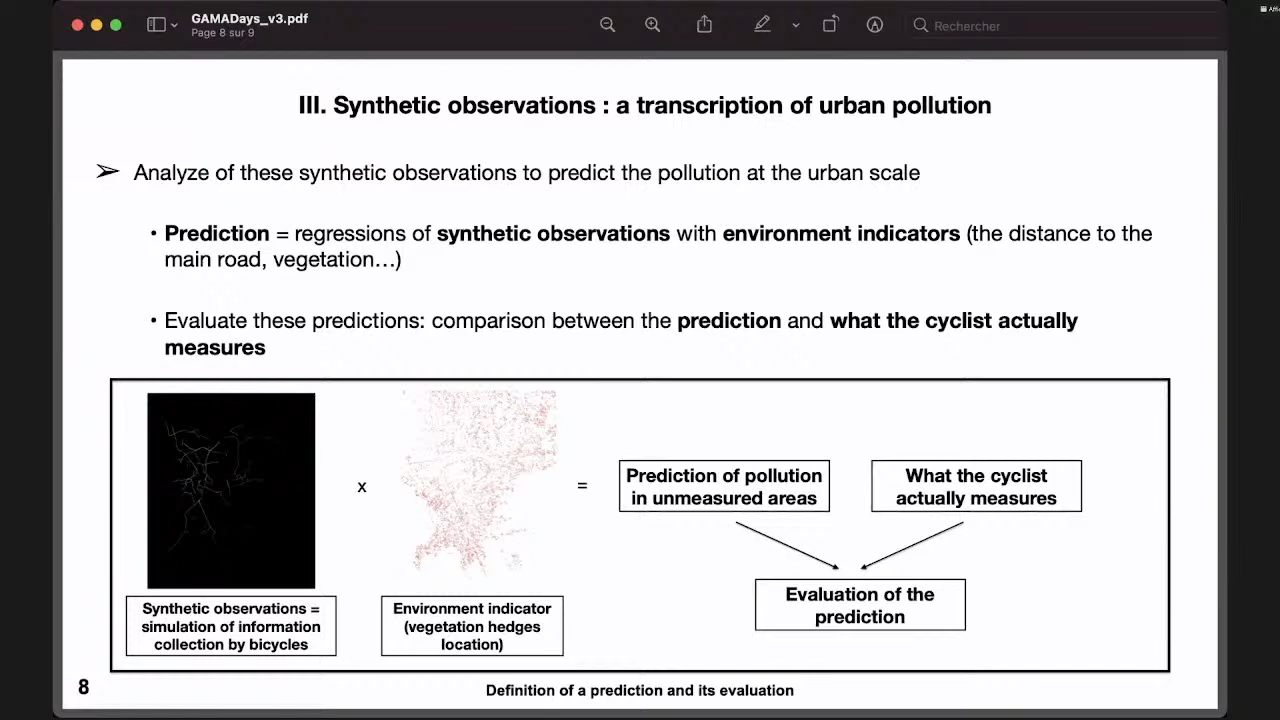 GAMADays_v3.pdf
Page 8 sur 9
Rechercher
III. Synthetic observations : a transcription of urban pollution
➢ Analyze of these synthetic observations to predict the pollution at the urban scale
• Prediction = regressions of synthetic observations with environment indicators (the distance to the
main road, vegetation…)
• Evaluate these predictions: comparison between the prediction and what the cyclist actually
measures
x
=
Prediction of pollution
in unmeasured areas
What the cyclist
actually measures
Evaluation of the
prediction
Synthetic observations =
simulation of information
collection by bicycles
Environment indicator
(vegetation hedges
location)
8
Definition of a prediction and its evaluation